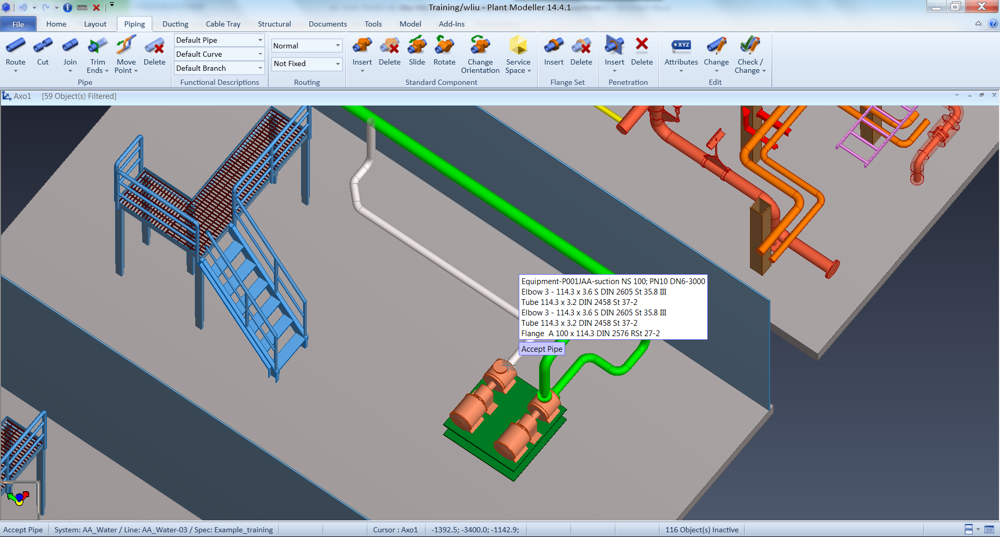 Training/wliu - Plant Modeller 14.4.1
File
Home
Layout
Piping
Ducting
Cable Tray
Structural
Documents
Tools
Model
Add-Ins
Route
Cut
Join
Trim
Ends
Move
Point
Delete
Pipe
Default Pipe
Default Curve
Default Branch
Functional Descriptions
Normal
Not Fixed
Routing
Insert
Delete
Slide
Rotate
Change
Orientation
Service
Space
Standard Component
Insert
Delete
Flange Set
Insert
Delete
Penetration
XYZ
Attributes
Change
Check /
Change
Edit
Axo1 [59 Object(s) Filtered]
Equipment-P001JAA-suction NS 100; PN10 DN6-3000
Elbow 3 - 114.3 x 3.6 S DIN 2605 St 35.8 III
Tube 114.3 x 3.2 DIN 2458 St 37-2
Elbow 3 - 114.3 x 3.6 S DIN 2605 St 35.8 III
Tube 114.3 x 3.2 DIN 2458 St 37-2
Flange A 100 x 114.3 DIN 2576 RSt 27-2
Accept Pipe
Accept Pipe
System: AA_Water / Line: AA_Water-03 / Spec: Example_training
Cursor : Axo1
-1392.5; -3400.0; -1142.9;
116 Object(s) Inactive